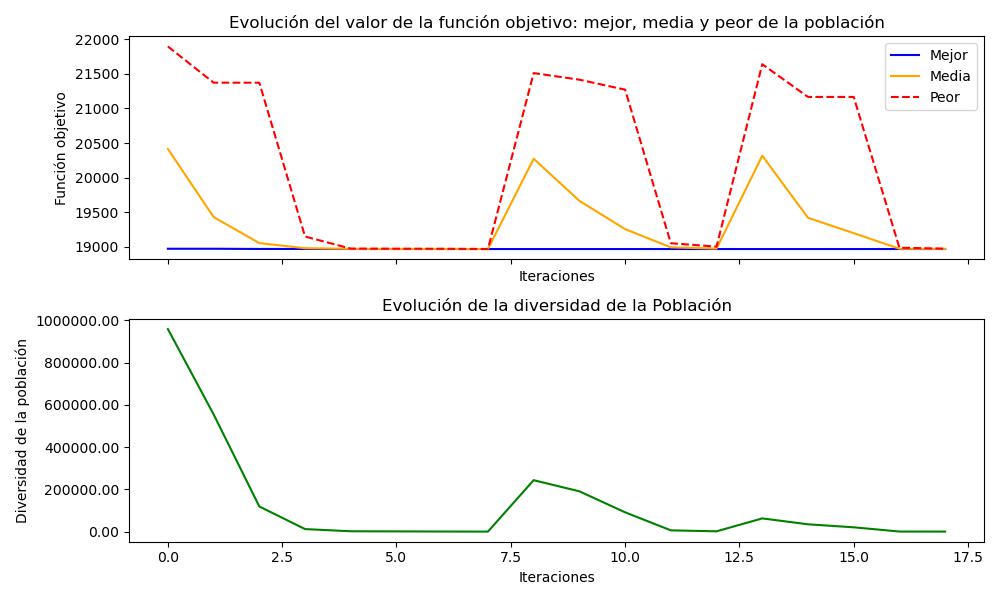 Evolución del valor de la función objetivo: mejor, media y peor de la población
22000
21500
21000
20500
20000
19500
19000
Función objetivo
Mejor
Media
Peor
Iteraciones
Evolución de la diversidad de la Población
1000000.00
800000.00
600000.00
400000.00
200000.00
0.00
Diversidad de la población
0.0 2.5 5.0 7.5 10.0 12.5 15.0 17.5
Iteraciones